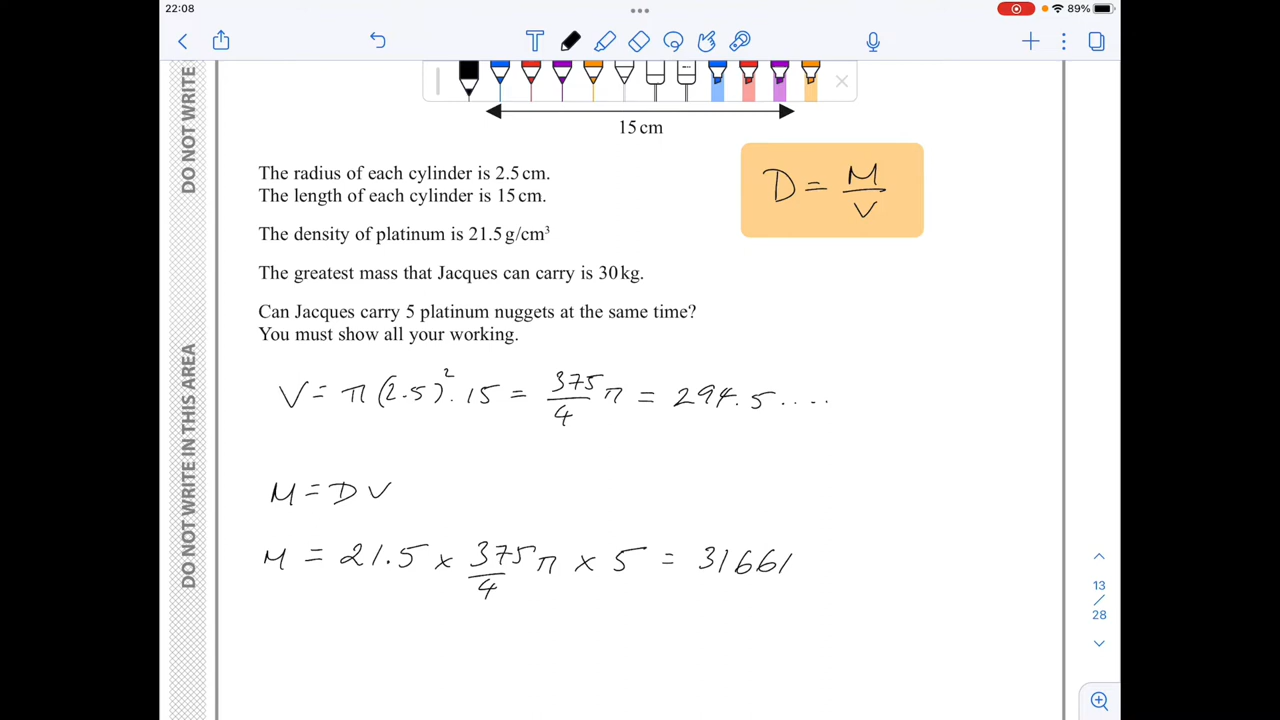 22:08
89%
DO NOT WRITE
15 cm
The radius of each cylinder is 2.5 cm.
The length of each cylinder is 15 cm.
D = M/V
The density of platinum is 21.5 g/cm³
The greatest mass that Jacques can carry is 30 kg.
Can Jacques carry 5 platinum nuggets at the same time?
You must show all your working.
DO NOT WRITE IN THIS AREA
V = π(2.5)². 15 = 375/4 π = 294.5....
M = DV
M = 21.5 × 375/4 π × 5 = 31661
13
/
28